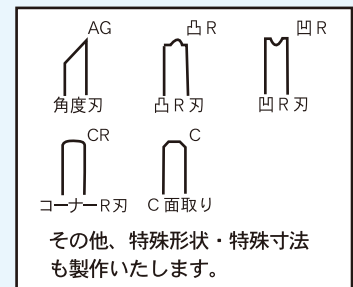 AG 凸R 凹R
角度刃 凸R刃 凹R刃
CR C
コーナーR刃 C面取り
その他、特殊形状・特殊寸法
も製作いたします。